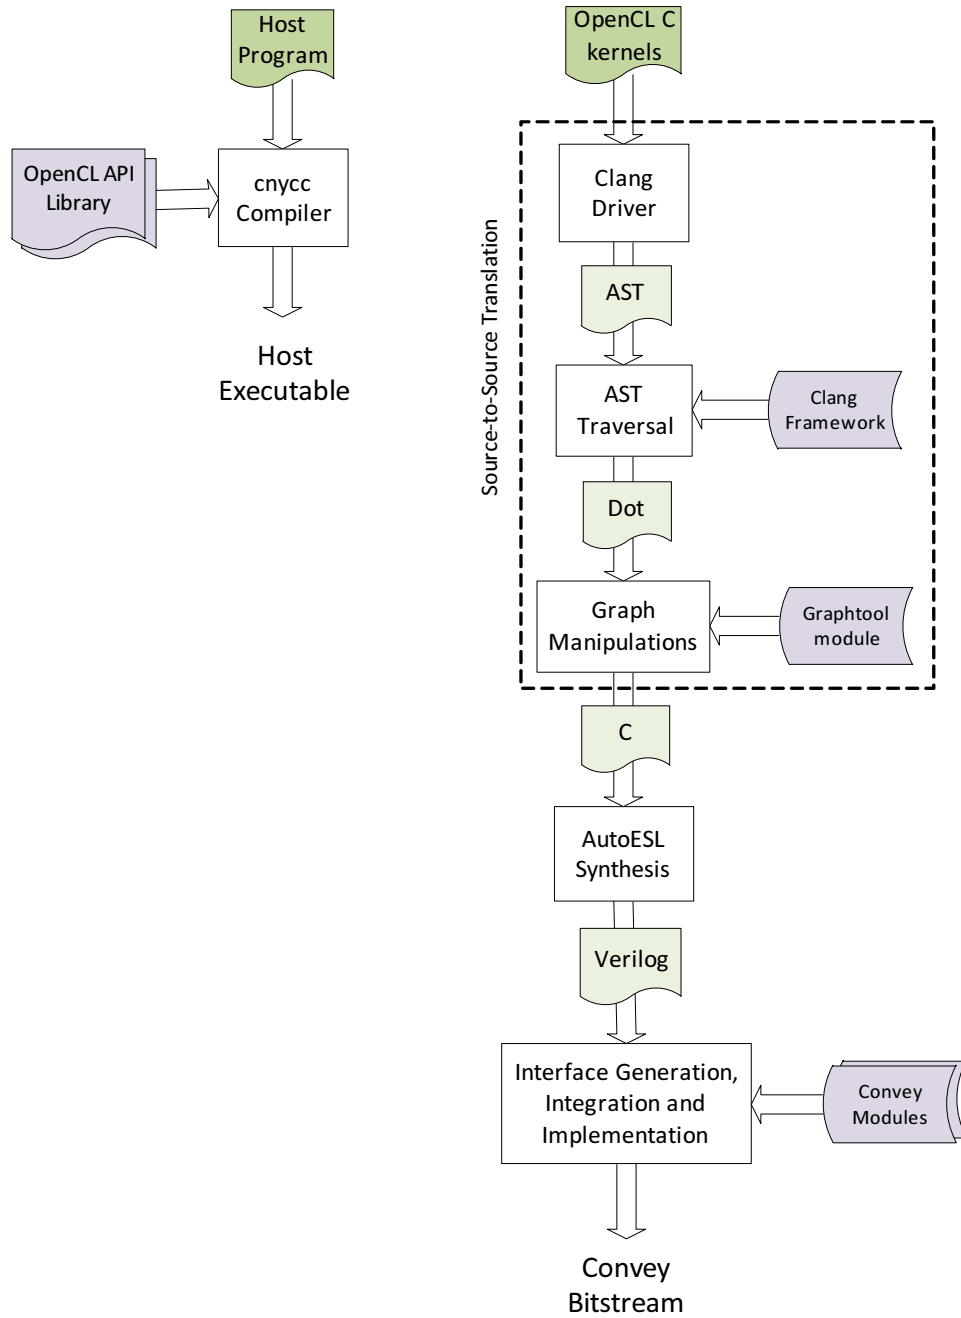 Host
Program
OpenCL API
Library
cnycc
Compiler
Host
Executable
OpenCL C
kernels
Source-to-Source Translation
Clang
Driver
AST
AST
Traversal
Clang
Framework
Dot
Graph
Manipulations
Graphtool
module
C
AutoESL
Synthesis
Verilog
Interface Generation,
Integration and
Implementation
Convey
Modules
Convey
Bitstream